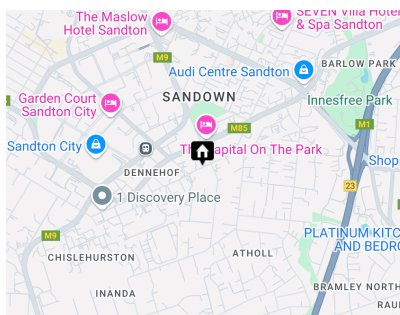 The Maslow
Hotel Sandton
SEVEN Villa Hotel
& Spa Sandton
M9
Audi Centre Sandton
BARLOW PARK
Garden Court
Sandton City
SANDOWN
Innesfree Park
M85
M1
Sandton City
The Capital On The Park
Shop
DENNEHOF
23
1 Discovery Place
M9
PLATINUM KITC
AND BEDRO
ATHOLL
CHISLEHURSTON
BRAMLEY NORTH
INANDA
RAU